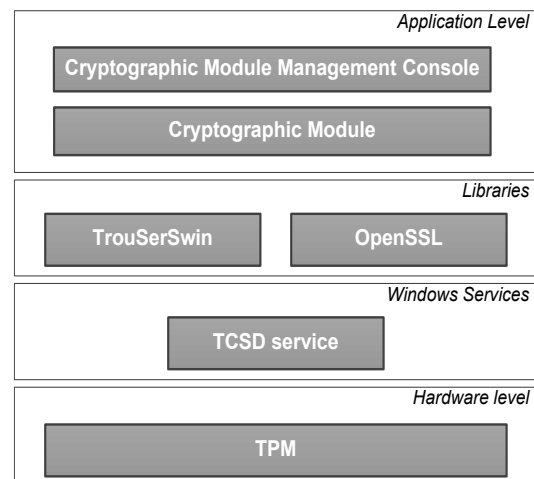 Application Level
Cryptographic Module Management Console
Cryptographic Module
Libraries
TrouSerSwin
OpenSSL
Windows Services
TCSD service
Hardware level
TPM